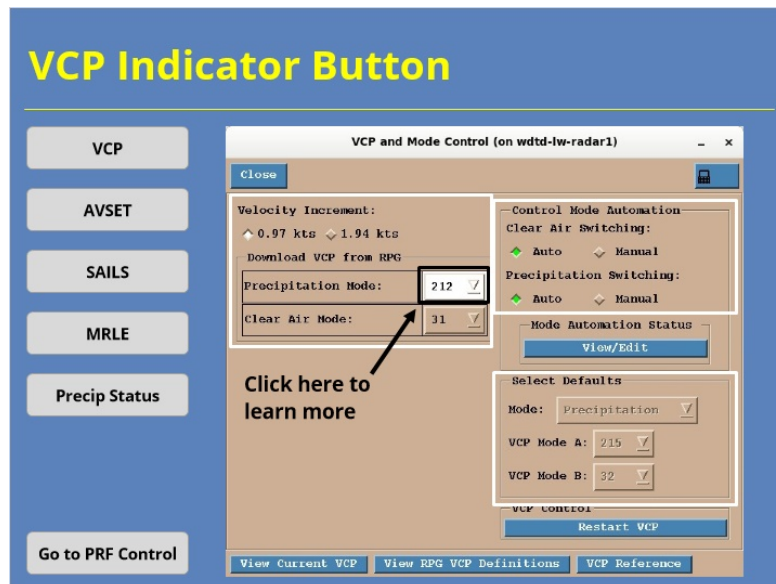 VCP Indicator Button
VCP
AVSET
SAILS
MRLE
Precip Status
Go to PRF Control
VCP and Mode Control (on wdtd-lw-radar1)
Close
Velocity Increment:
0.97 kts 1.94 kts
Download VCP from RPG
Precipitation Mode: 212
Clear Air Mode: 31
Click here to
learn more
Control Mode Automation
Clear Air Switching:
Auto Manual
Precipitation Switching:
Auto Manual
Mode Automation Status
View/Edit
Select Defaults
Mode: Precipitation
VCP Mode A: 215
VCP Mode B: 32
VCP Control
Restart VCP
View Current VCP View RPG VCP Definitions VCP Reference